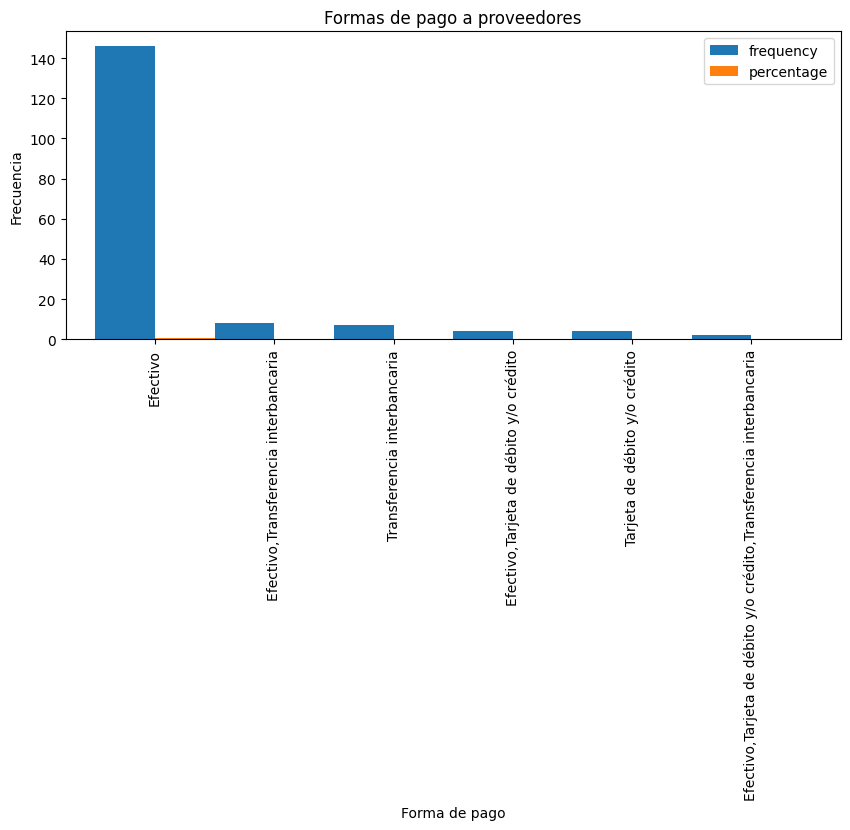 Formas de pago a proveedores
frequency
percentage
Frecuencia
140
120
100
80
60
40
20
0
Efectivo
Efectivo,Transferencia interbancaria
Transferencia interbancaria
Efectivo,Tarjeta de débito y/o crédito
Tarjeta de débito y/o crédito
Efectivo,Tarjeta de débito y/o crédito,Transferencia interbancaria
Forma de pago